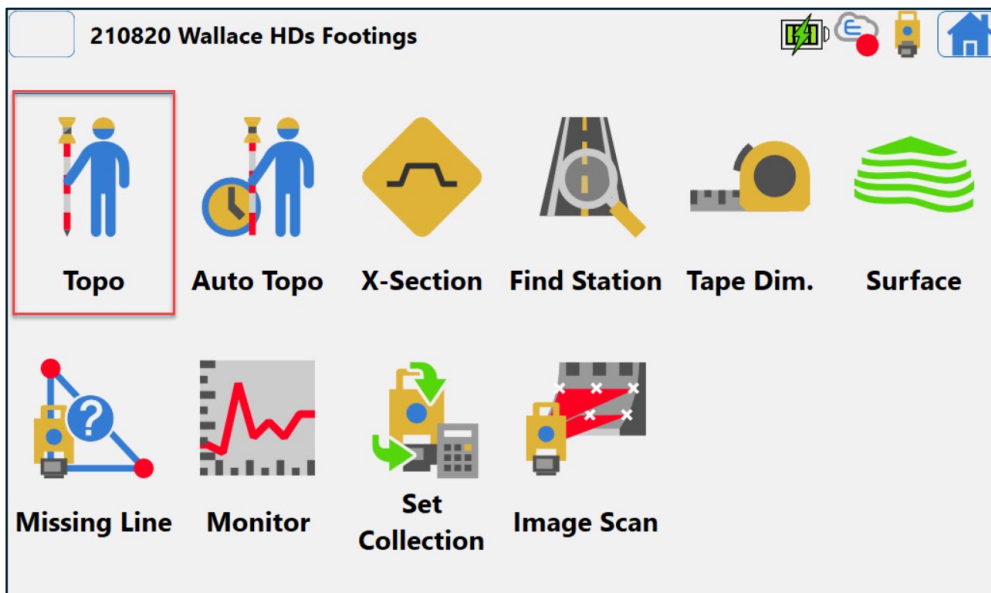 210820 Wallace HDs Footings
E
Topo
Auto Topo
X-Section
Find Station
Tape Dim.
Surface
?
Missing Line
Monitor
Set
Collection
Image Scan